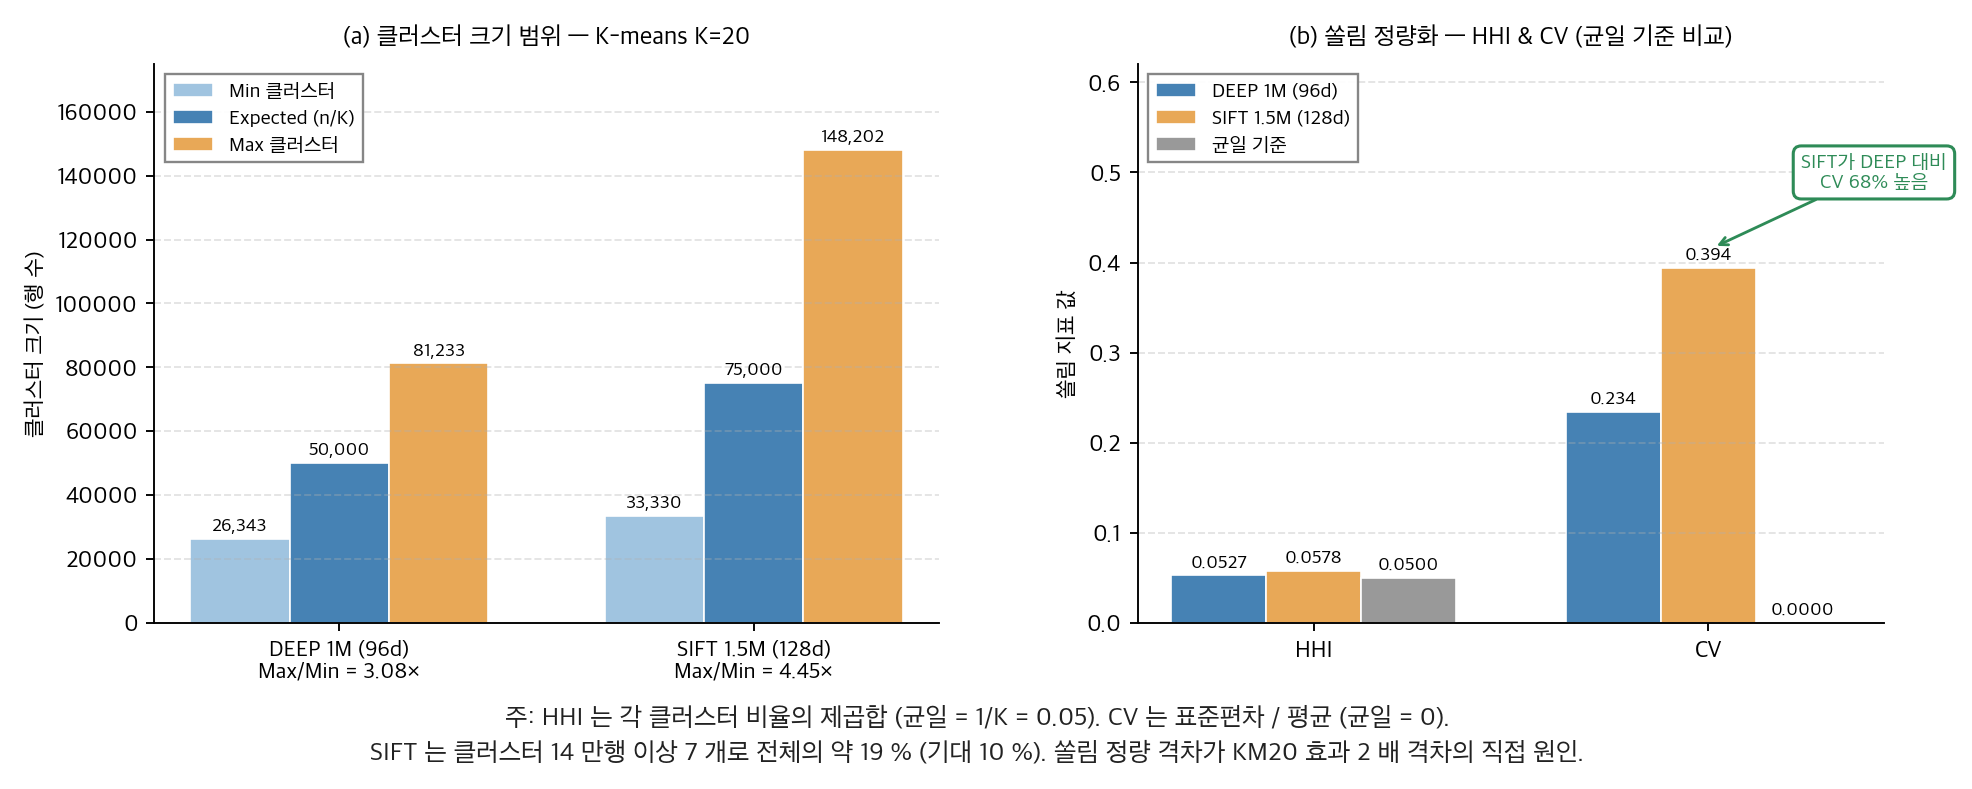 (a) 클러스터 크기 범위 — K-means K=20
클러스터 크기 (행 수)
160000
140000
120000
100000
80000
60000
40000
20000
0
Min 클러스터
Expected (n/K)
Max 클러스터
26,343
50,000
81,233
33,330
75,000
148,202
DEEP 1M (96d)
Max/Min = 3.08×
SIFT 1.5M (128d)
Max/Min = 4.45×
(b) 쏠림 정량화 — HHI & CV (균일 기준 비교)
쏠림 지표 값
0.6
0.5
0.4
0.3
0.2
0.1
0.0
DEEP 1M (96d)
SIFT 1.5M (128d)
균일 기준
SIFT가 DEEP 대비
CV 68% 높음
0.0527
0.0578
0.0500
0.234
0.394
0.0000
HHI
CV
주: HHI 는 각 클러스터 비율의 제곱합 (균일 = 1/K = 0.05). CV 는 표준편차 / 평균 (균일 = 0).
SIFT 는 클러스터 14 만행 이상 7 개로 전체의 약 19 % (기대 10 %). 쏠림 정량 격차가 KM20 효과 2 배 격차의 직접 원인.